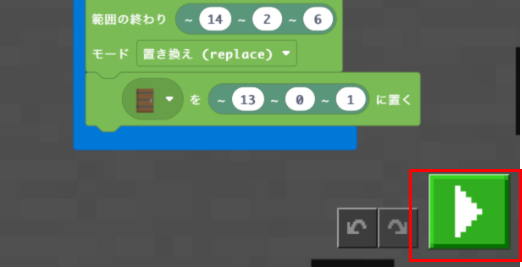 範囲の終わり ~ 14 ~ 2 ~ 6
モード 置き換え (replace)
を ~ 13 ~ 0 ~ 1 に置く